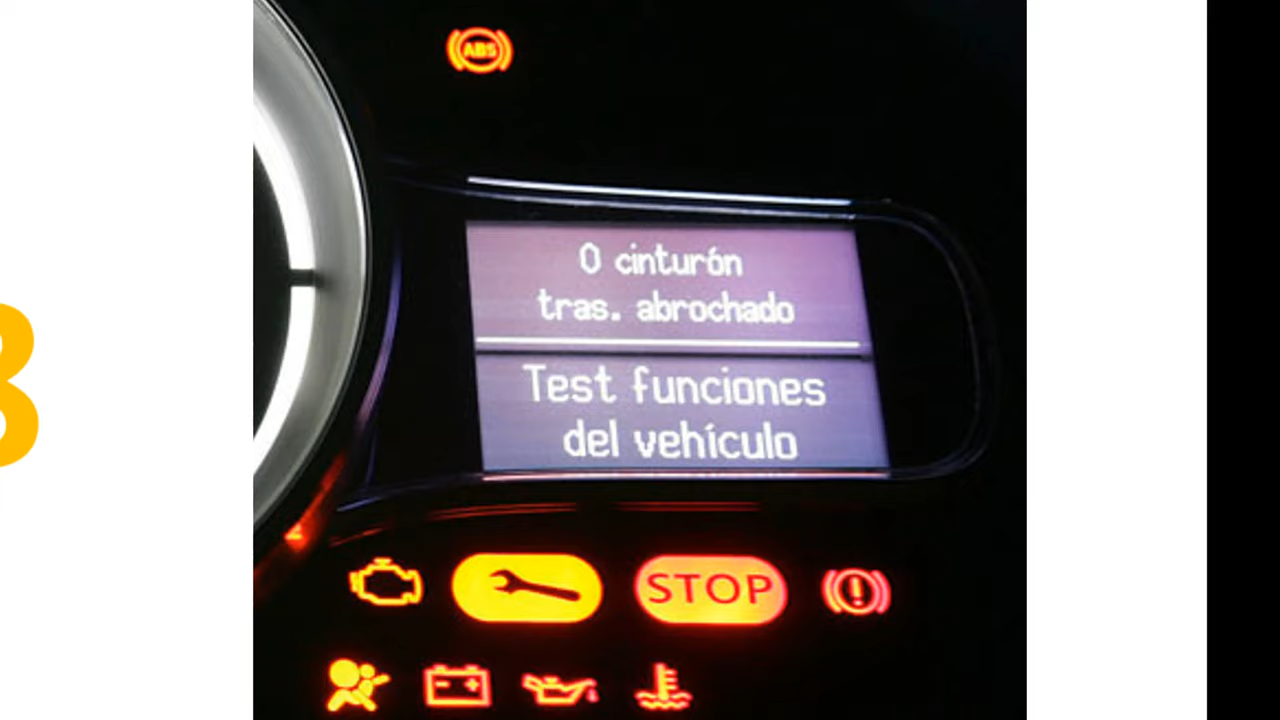 ABS
0 cinturón
tras. abrochado
Test funciones
del vehículo
STOP